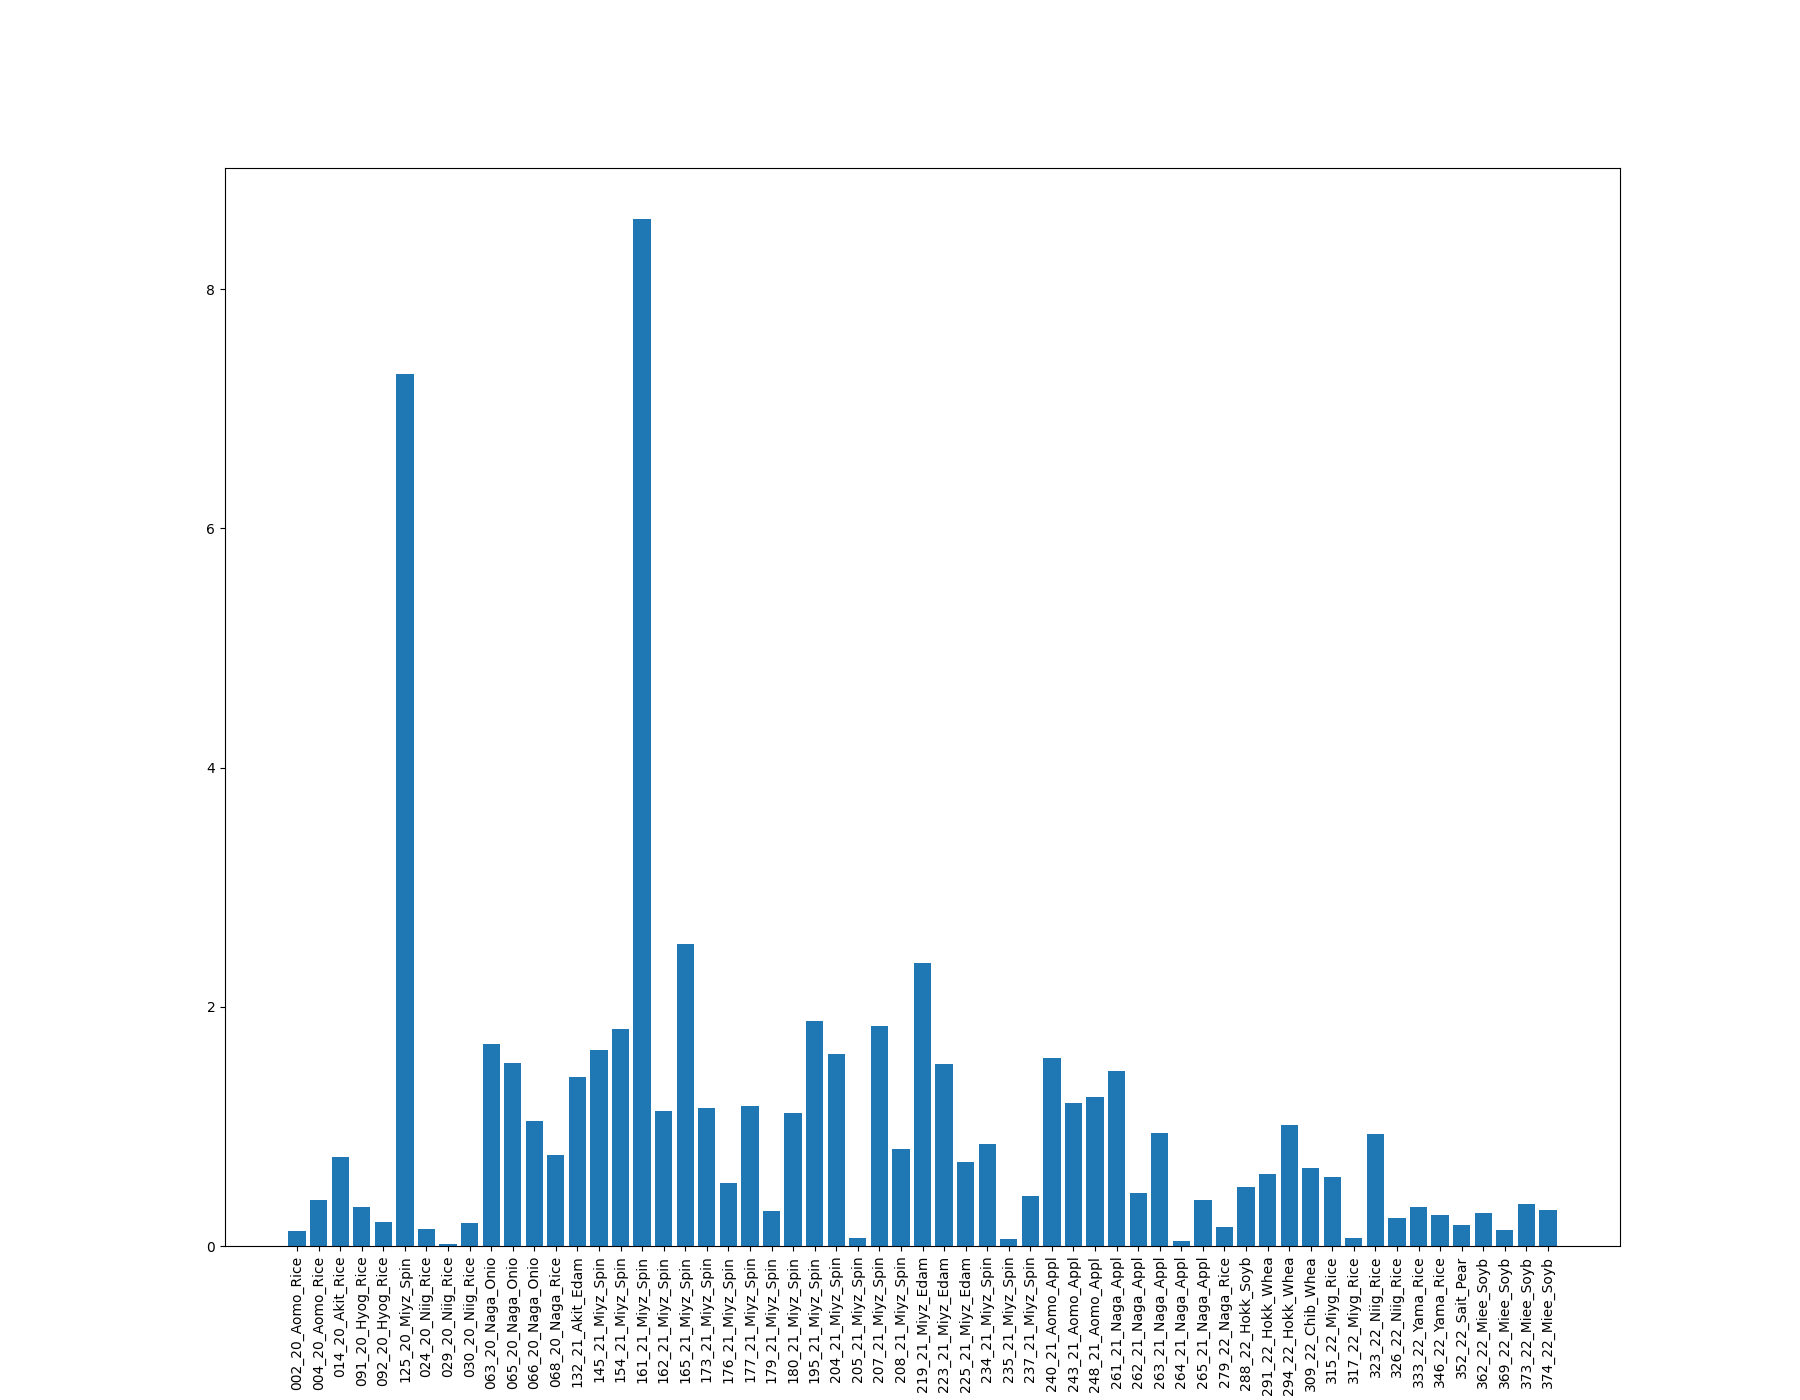 8
6
4
2
0
002_20_Aomo_Rice
004_20_Aomo_Rice
014_20_Akit_Rice
091_20_Hyog_Rice
092_20_Hyog_Rice
125_20_Miyz_Spin
024_20_Niig_Rice
029_20_Niig_Rice
030_20_Niig_Rice
063_20_Naga_Onio
065_20_Naga_Onio
066_20_Naga_Onio
068_20_Naga_Rice
132_21_Akit_Edam
145_21_Miyz_Spin
154_21_Miyz_Spin
161_21_Miyz_Spin
162_21_Miyz_Spin
165_21_Miyz_Spin
173_21_Miyz_Spin
176_21_Miyz_Spin
177_21_Miyz_Spin
179_21_Miyz_Spin
180_21_Miyz_Spin
195_21_Miyz_Spin
204_21_Miyz_Spin
205_21_Miyz_Spin
207_21_Miyz_Spin
208_21_Miyz_Spin
219_21_Miyz_Edam
223_21_Miyz_Edam
225_21_Miyz_Edam
234_21_Miyz_Spin
235_21_Miyz_Spin
237_21_Miyz_Spin
240_21_Aomo_Appl
243_21_Aomo_Appl
248_21_Aomo_Appl
261_21_Naga_Appl
262_21_Naga_Appl
263_21_Naga_Appl
264_21_Naga_Appl
265_21_Naga_Appl
279_22_Naga_Rice
288_22_Hokk_Soyb
291_22_Hokk_Whea
294_22_Hokk_Whea
309_22_Chib_Whea
315_22_Miyg_Rice
317_22_Miyg_Rice
323_22_Niig_Rice
326_22_Niig_Rice
333_22_Yama_Rice
346_22_Yama_Rice
352_22_Sait_Pear
362_22_Miee_Soyb
369_22_Miee_Soyb
373_22_Miee_Soyb
374_22_Miee_Soyb